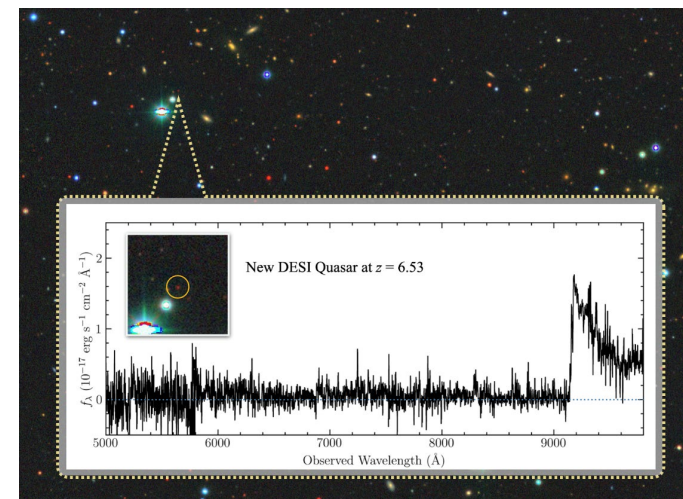 New DESI Quasar at z = 6.53
fλ (10⁻¹⁷ erg s⁻¹ cm⁻² Å⁻¹)
2
1
0
5000 6000 7000 8000 9000
Observed Wavelength (Å)